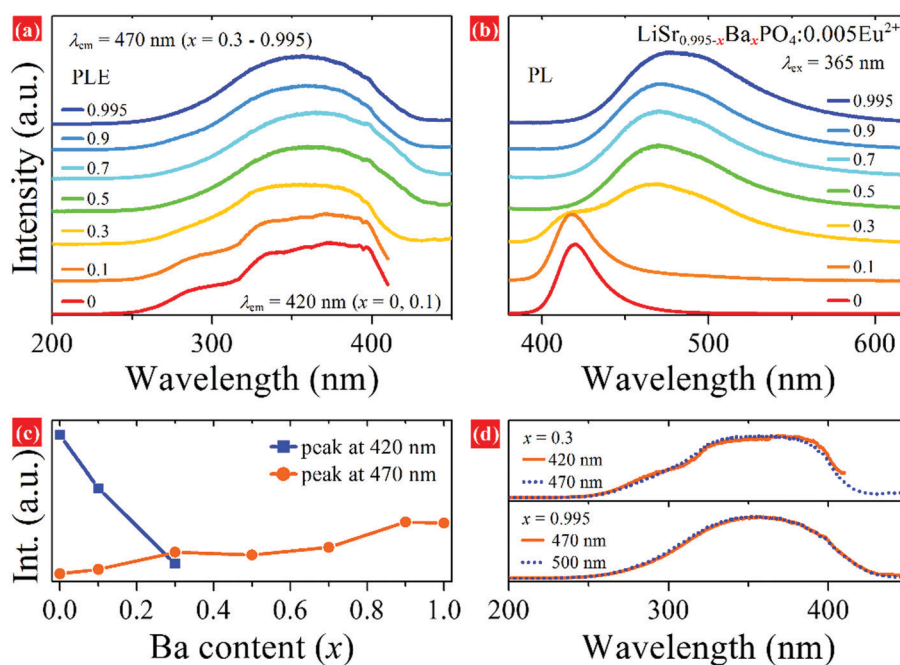 (a)
λem = 470 nm (x = 0.3 - 0.995)
PLE
0.995
0.9
0.7
0.5
0.3
0.1
0
λem = 420 nm (x = 0, 0.1)
200
300
400
Wavelength (nm)
Intensity (a.u.)
(b)
LiSr0.995-xBaxPO4:0.005Eu2+
λex = 365 nm
PL
0.995
0.9
0.7
0.5
0.3
0.1
0
400
500
600
Wavelength (nm)
(c)
peak at 420 nm
peak at 470 nm
Int. (a.u.)
0.0
0.2
0.4
0.6
0.8
1.0
Ba content (x)
(d)
x = 0.3
420 nm
470 nm
x = 0.995
470 nm
500 nm
200
300
400
Wavelength (nm)